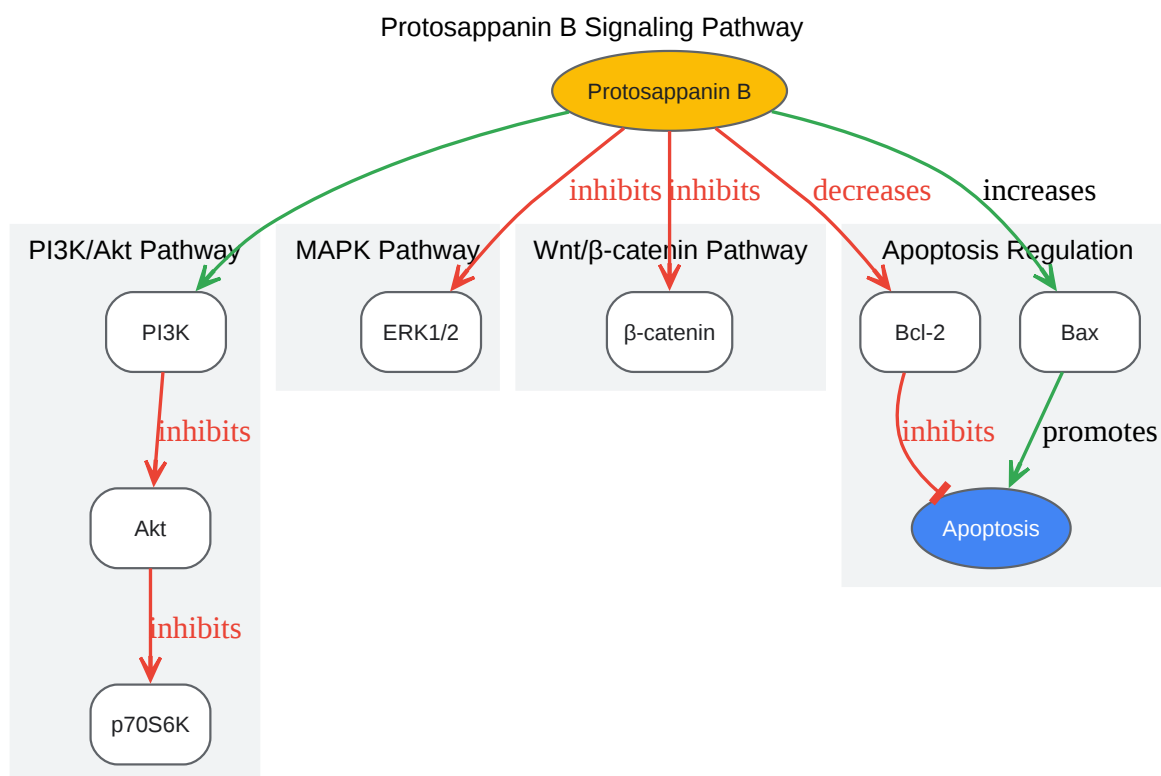 Protosappanin B Signaling Pathway
Protosappanin B
inhibits
inhibits
decreases
increases
PI3K/Akt Pathway
MAPK Pathway
Wnt/β-catenin Pathway
Apoptosis Regulation
PI3K
ERK1/2
β-catenin
Bcl-2
Bax
inhibits
inhibits
promotes
Akt
Apoptosis
inhibits
p70S6K